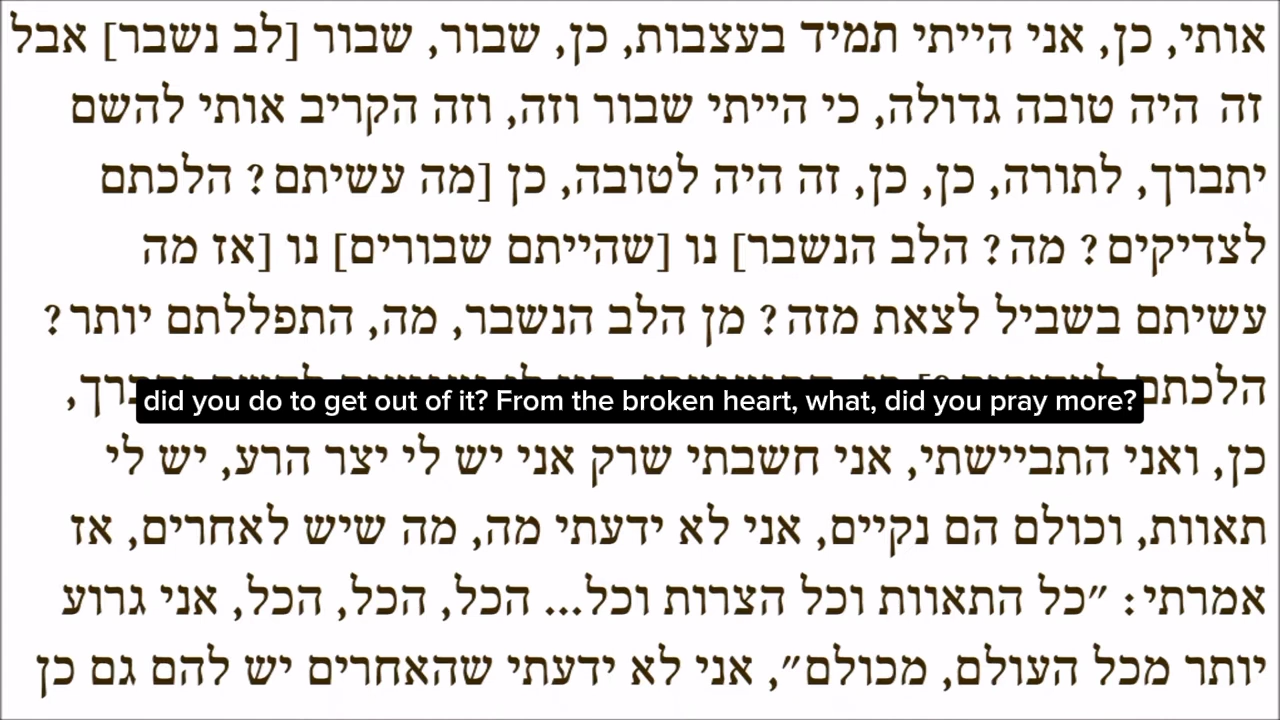 אותי, כן, אני הייתי תמיד בעצבות, כן, שבור, שבור [לב נשבר] אבל
זה היה טובה גדולה, כי הייתי שבור וזה, וזה הקריב אותי להשם
יתברך, לתורה, כן, כן, זה היה לטובה, כן [מה עשיתם? הלכתם
לצדיקים? מה? הלב הנשבר] נו [שהייתם שבורים] נו [אז מה
עשיתם בשביל לצאת מזה? מן הלב הנשבר, מה, התפללתם יותר?
הלכתם
did you do to get out of it? From the broken heart, what, did you pray more?
כן, ואני התביישתי, אני חשבתי שרק אני יש לי יצר הרע, יש לי
תאוות, וכולם הם נקיים, אני לא ידעתי מה, מה שיש לאחרים, אז
אמרתי: "כל התאוות וכל הצרות וכל... הכל, הכל, הכל, אני גרוע
יותר מכל העולם, מכולם", אני לא ידעתי שהאחרים יש להם גם כן